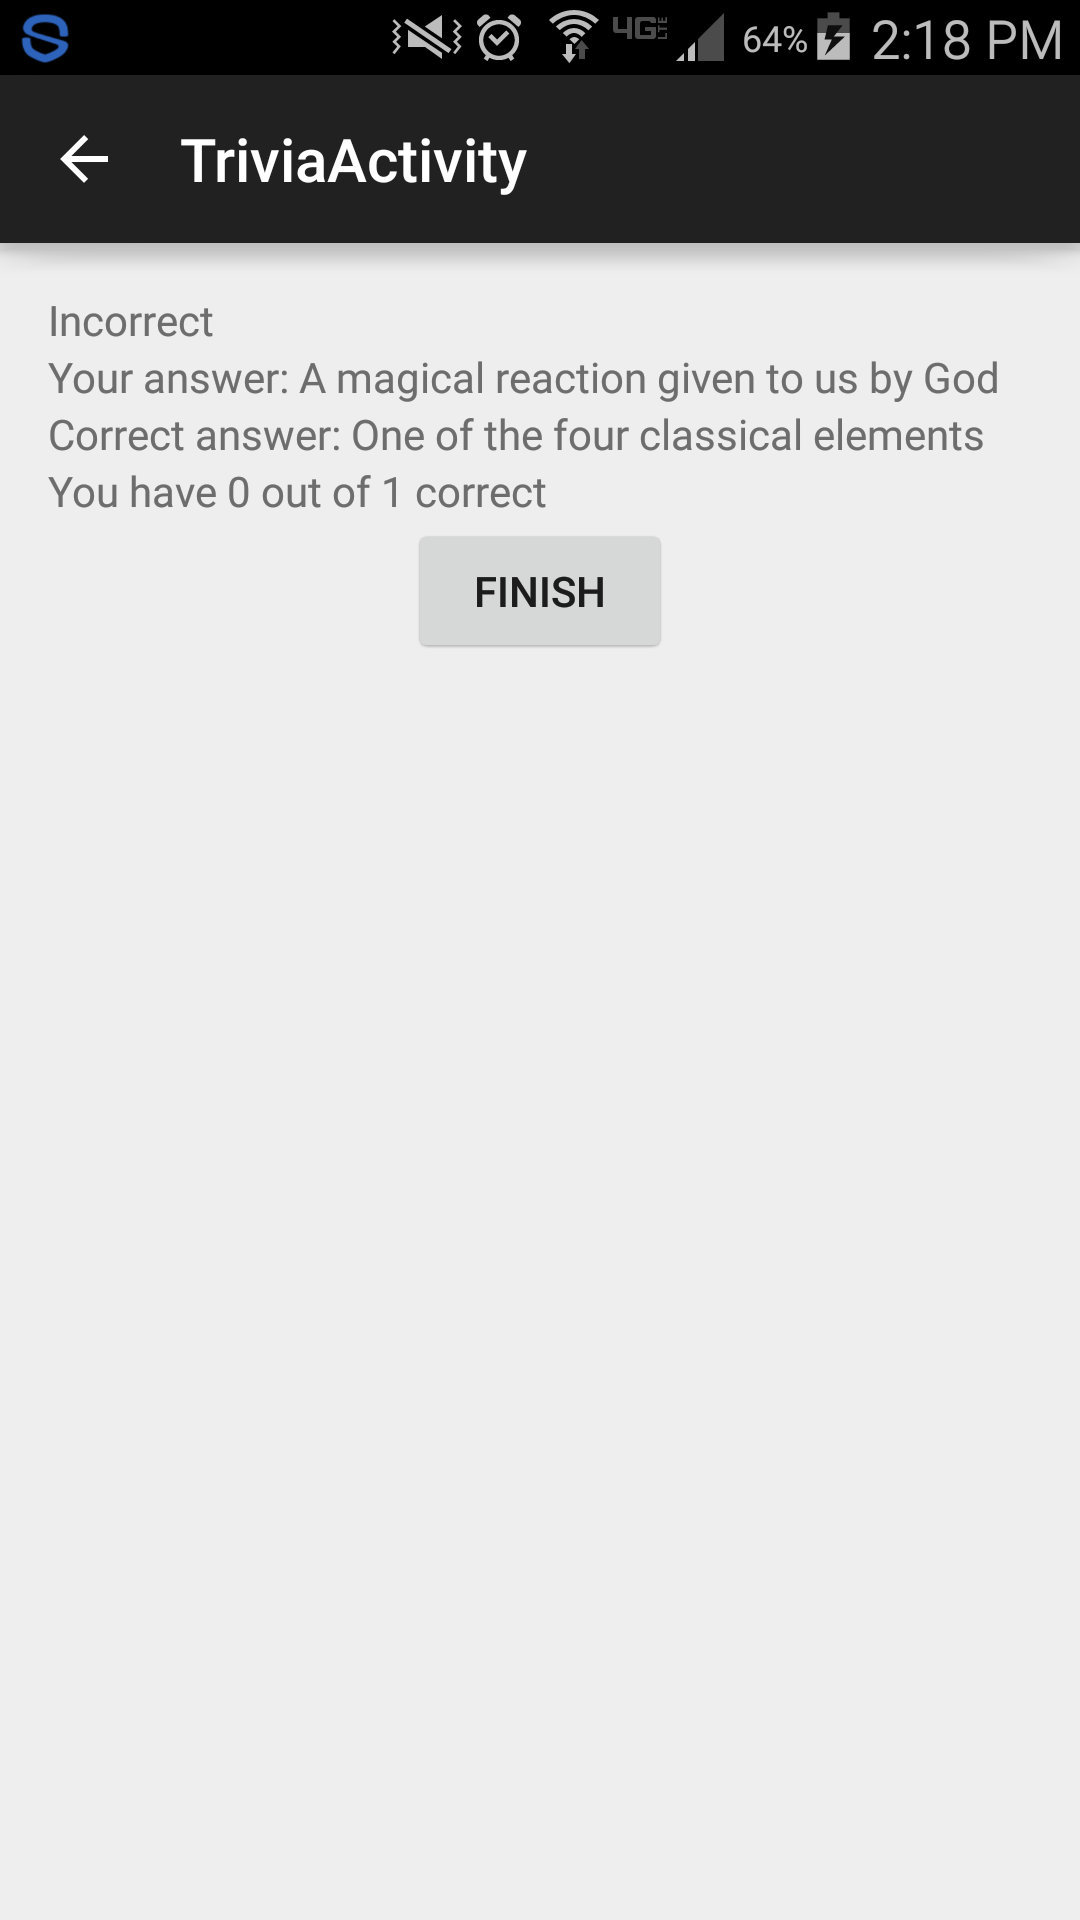 4G LTE 64% 2:18 PM
TriviaActivity
Incorrect
Your answer: A magical reaction given to us by God
Correct answer: One of the four classical elements
You have 0 out of 1 correct
FINISH